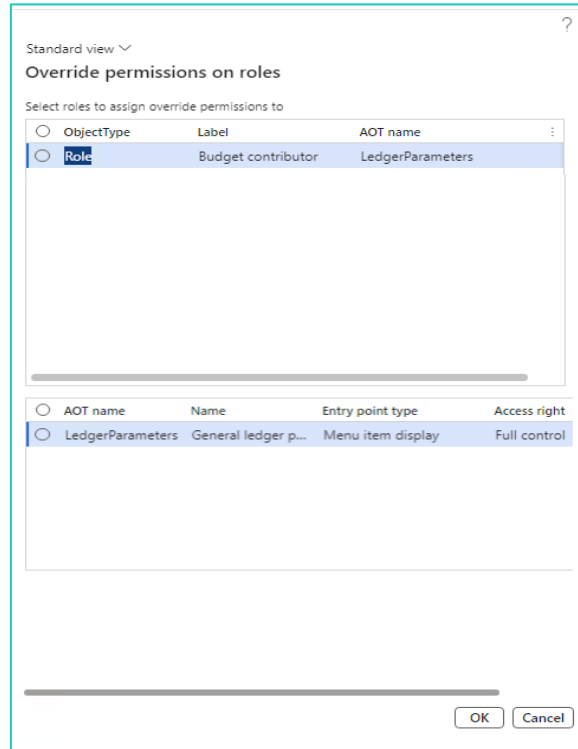 ?
Standard view
Override permissions on roles
Select roles to assign override permissions to
ObjectType Label AOT name
Role Budget contributor LedgerParameters
AOT name Name Entry point type Access right
LedgerParameters General ledger p... Menu item display Full control
OK Cancel